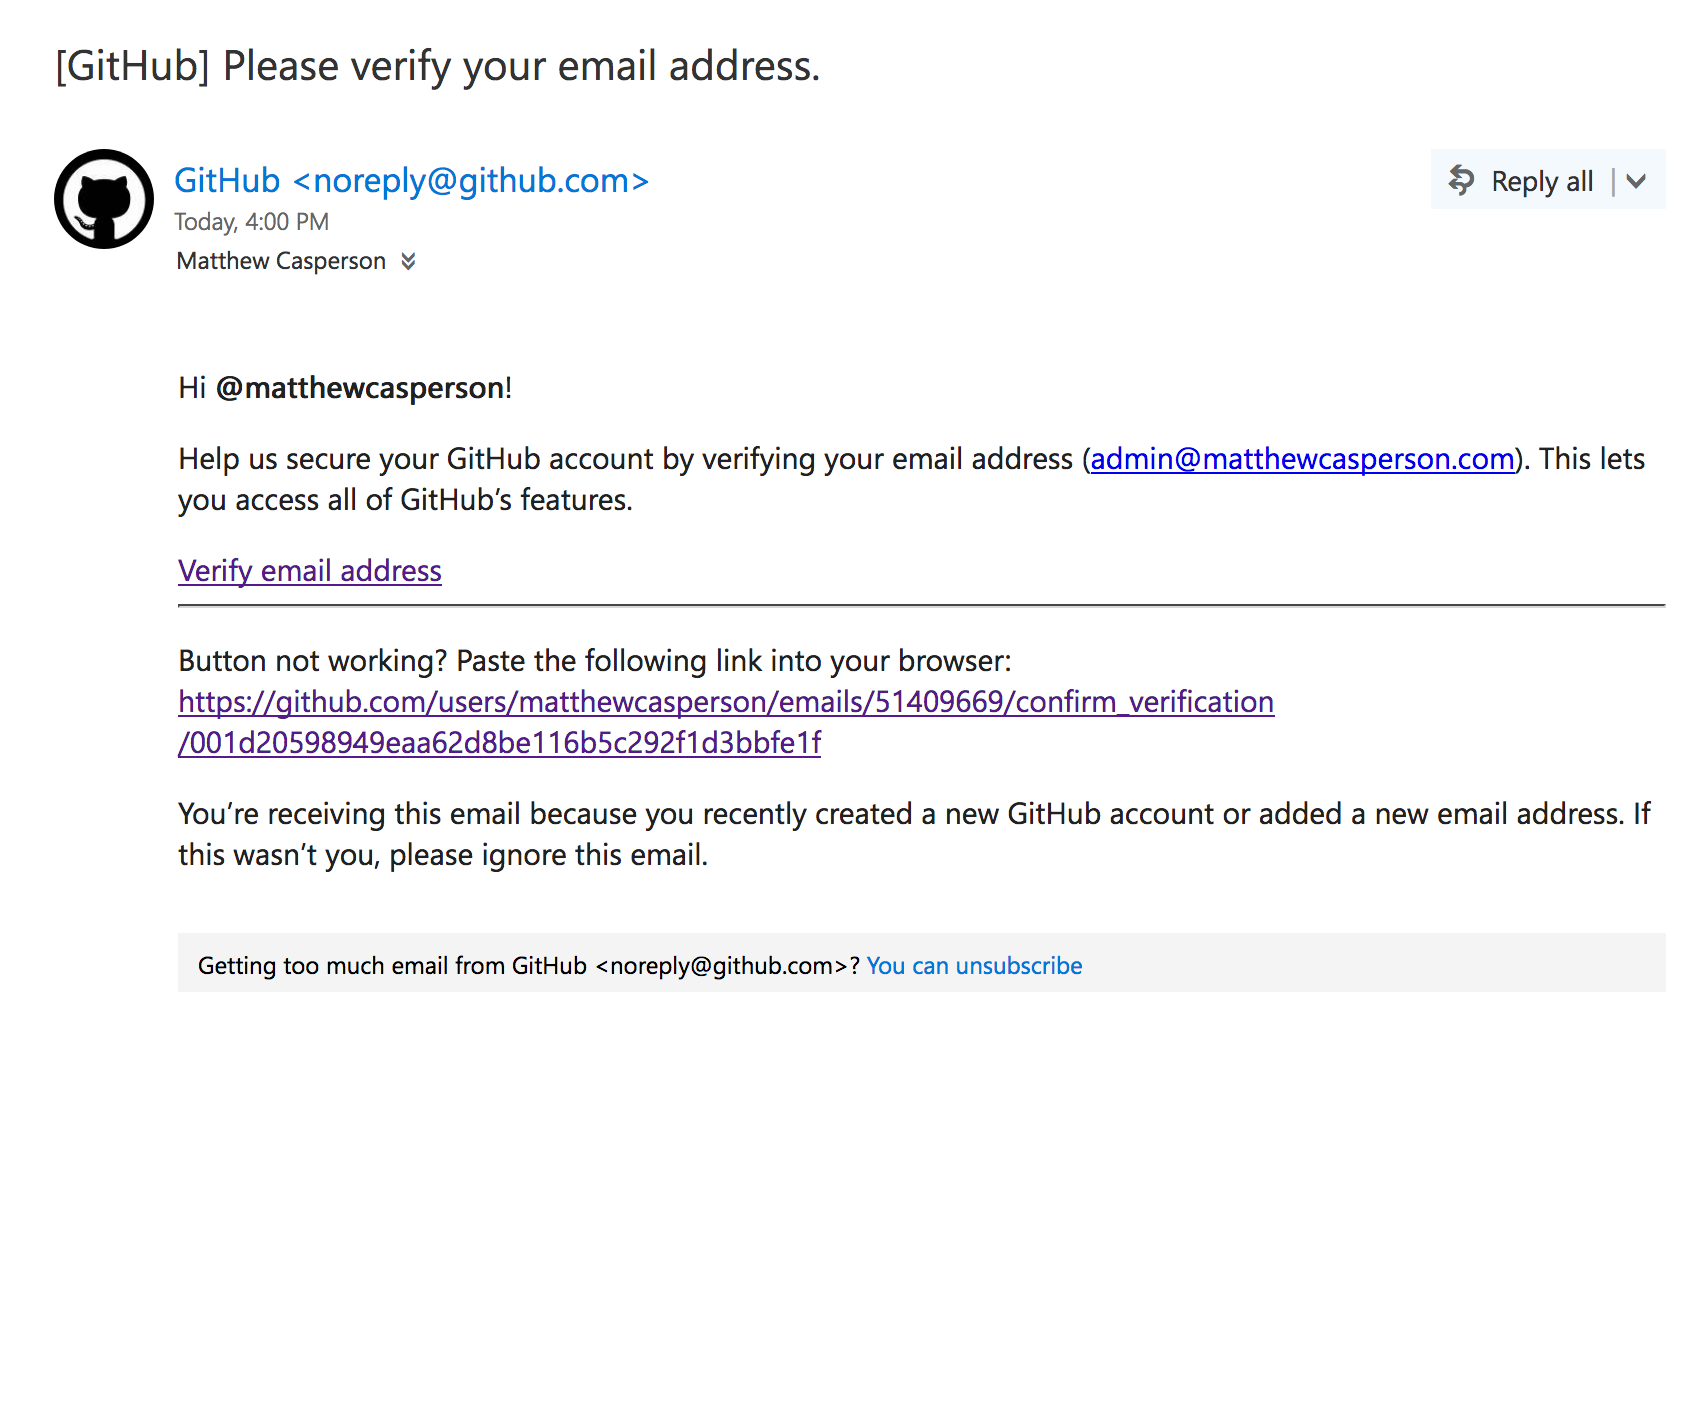 [GitHub] Please verify your email address.
GitHub <noreply@github.com>
Reply all
Today, 4:00 PM
Matthew Casperson
Hi @matthewcasperson!
Help us secure your GitHub account by verifying your email address (admin@matthewcasperson.com). This lets
you access all of GitHub’s features.
Verify email address
Button not working? Paste the following link into your browser:
https://github.com/users/matthewcasperson/emails/51409669/confirm_verification
/001d20598949eaa62d8be116b5c292f1d3bbfe1f
You’re receiving this email because you recently created a new GitHub account or added a new email address. If
this wasn’t you, please ignore this email.
Getting too much email from GitHub <noreply@github.com>? You can unsubscribe